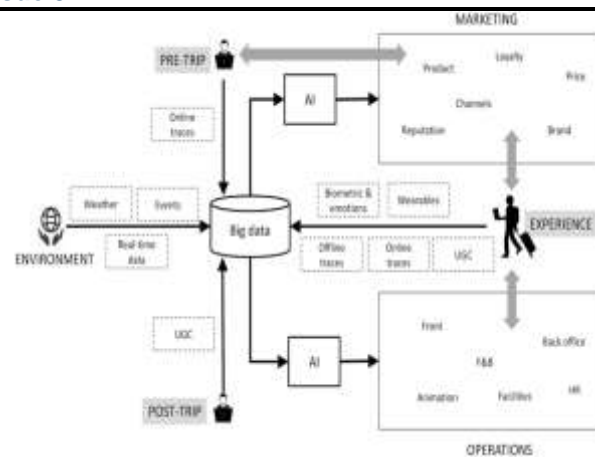 MARKETING
PRE-TRIP
Product
Loyalty
Price
AI
Channels
Online
traces
Reputation
Brand
Weather
Events
Biometric &
emotions
Wearables
Big data
EXPERIENCE
ENVIRONMENT
Real-time
data
Offline
traces
Online
traces
UGC
UGC
Front
Back office
F&B
AI
Animation
Facilities
HR
POST-TRIP
OPERATIONS